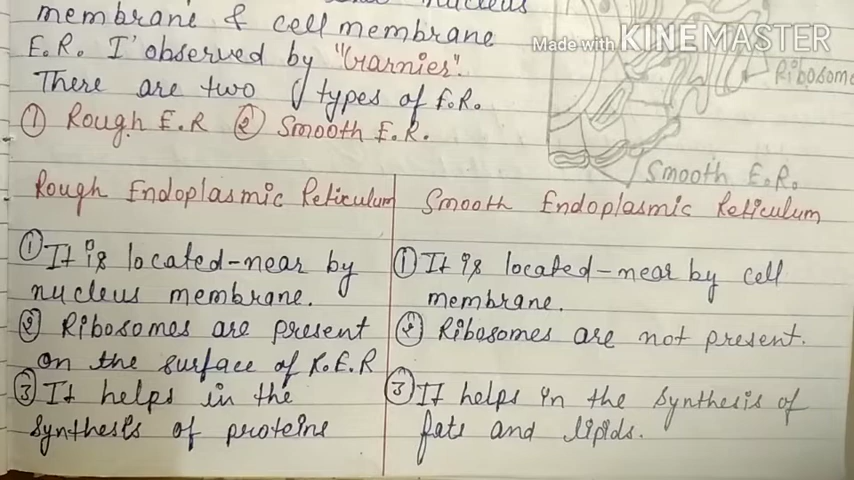 nucleus
membrane & cell membrane
E.R. I' observed by "Garnier".
There are two types of E.R.
① Rough E.R ② Smooth E.R.
Made with KINEMASTER
Ribosome
Smooth E.R.
Rough Endoplasmic Reticulum
① It is located-near by
nucleus membrane.
② Ribosomes are present
on the surface of R.E.R
③ It helps in the
synthesis of proteins
Smooth Endoplasmic Reticulum
① It is located-near by cell
membrane.
② Ribosomes are not present.
③ It helps in the synthesis of
fats and lipids.